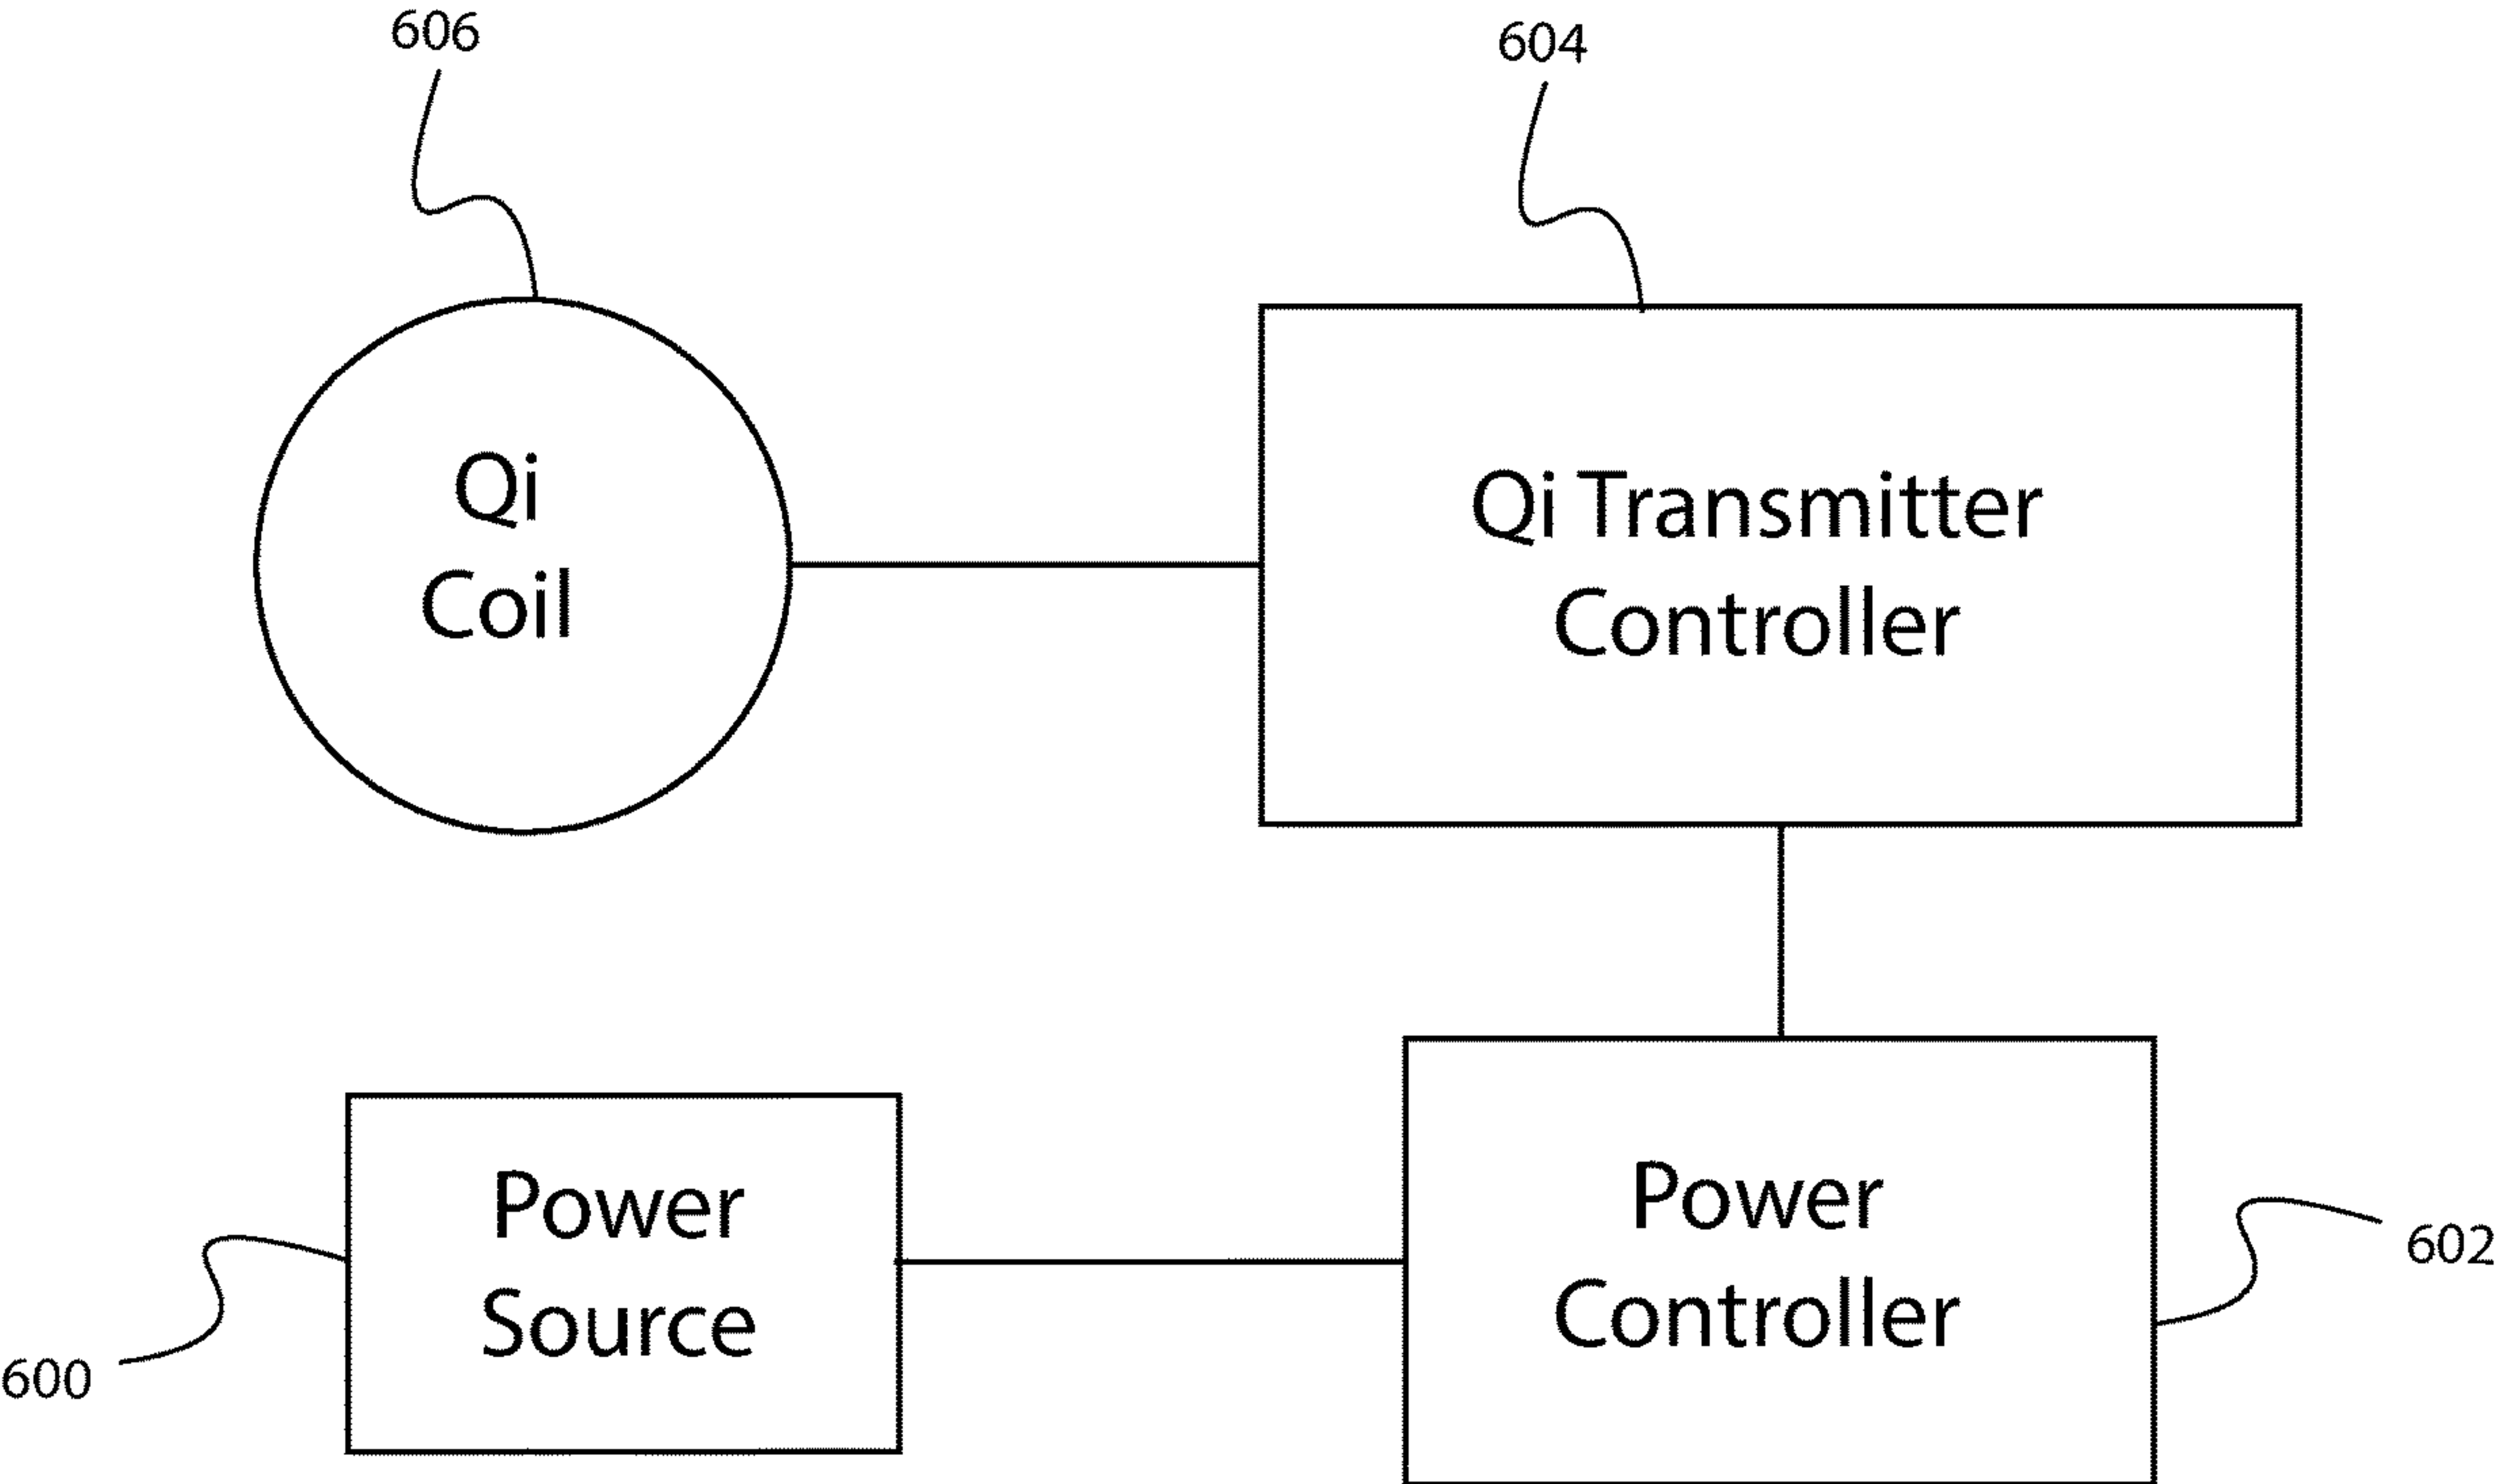 606
604
Qi
Coil
Qi Transmitter
Controller
Power
Source
Power
Controller
600
602